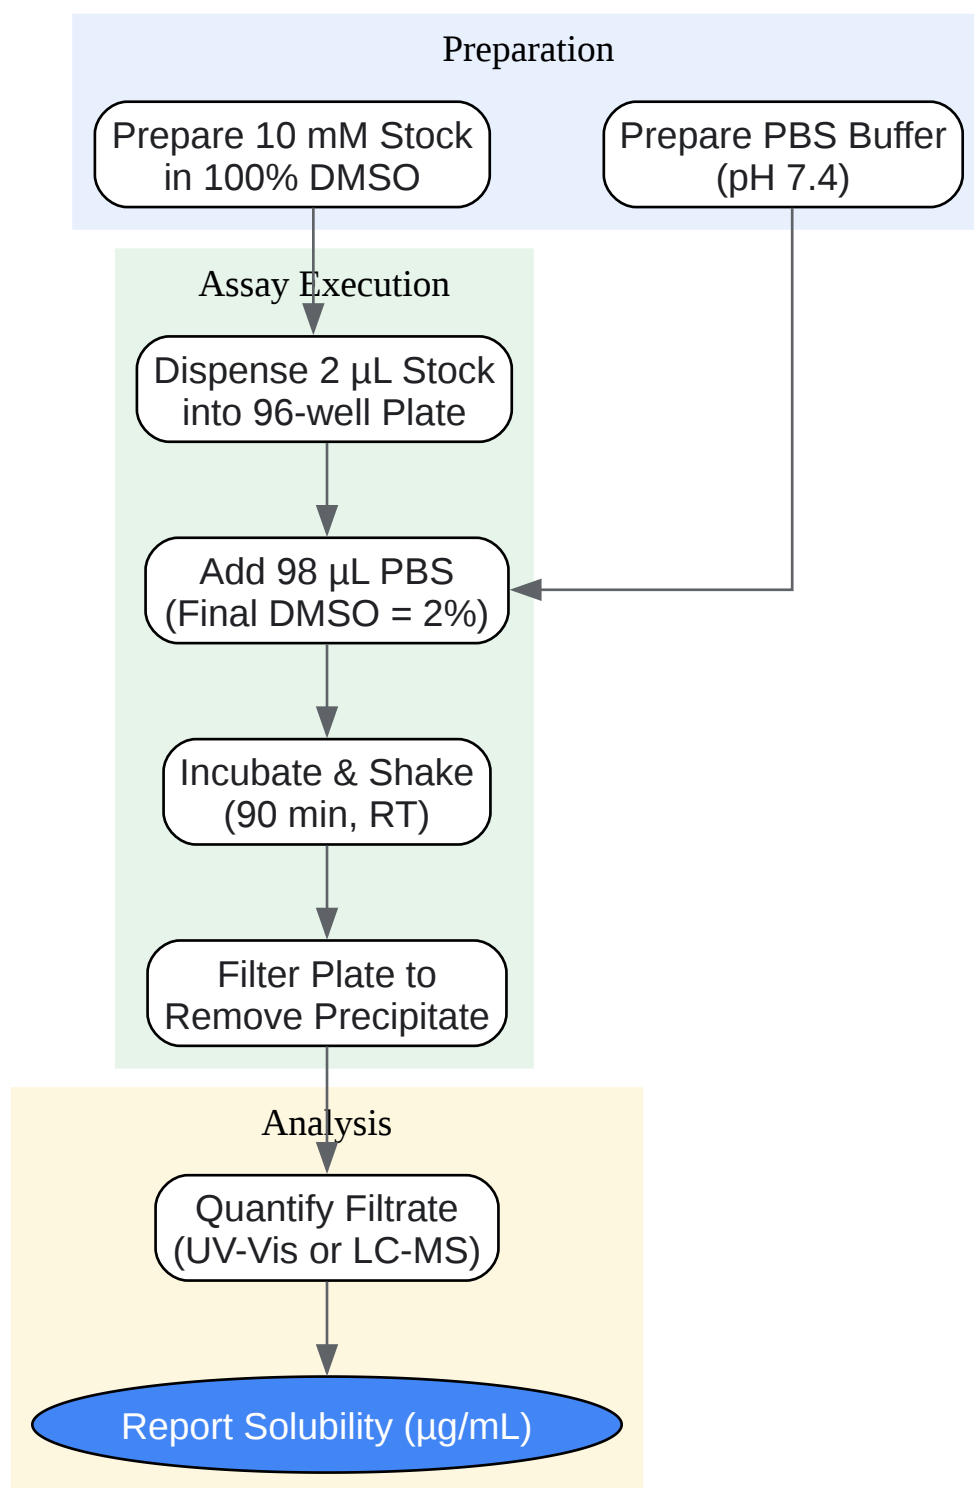 Preparation
Prepare 10 mM Stock
in 100% DMSO
Prepare PBS Buffer
(pH 7.4)
Assay Execution
Dispense 2 µL Stock
into 96-well Plate
Add 98 µL PBS
(Final DMSO = 2%)
Incubate & Shake
(90 min, RT)
Filter Plate to
Remove Precipitate
Analysis
Quantify Filtrate
(UV-Vis or LC-MS)
Report Solubility (µg/mL)